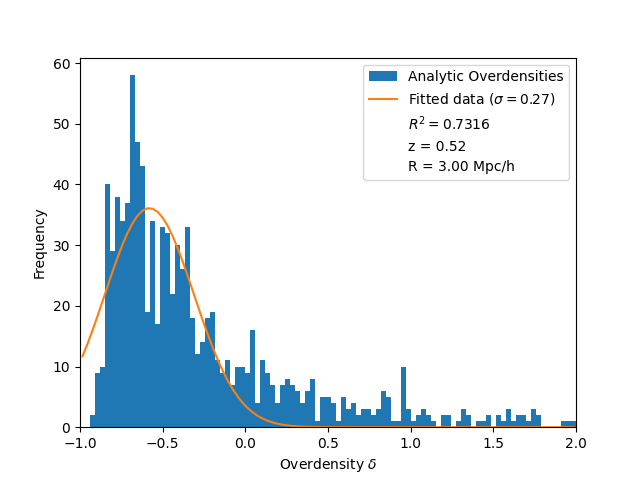 Analytic Overdensities
Fitted data (σ = 0.27)
R² = 0.7316
z = 0.52
R = 3.00 Mpc/h
60
50
40
30
20
10
0
Frequency
−1.0 −0.5 0.0 0.5 1.0 1.5 2.0
Overdensity δ